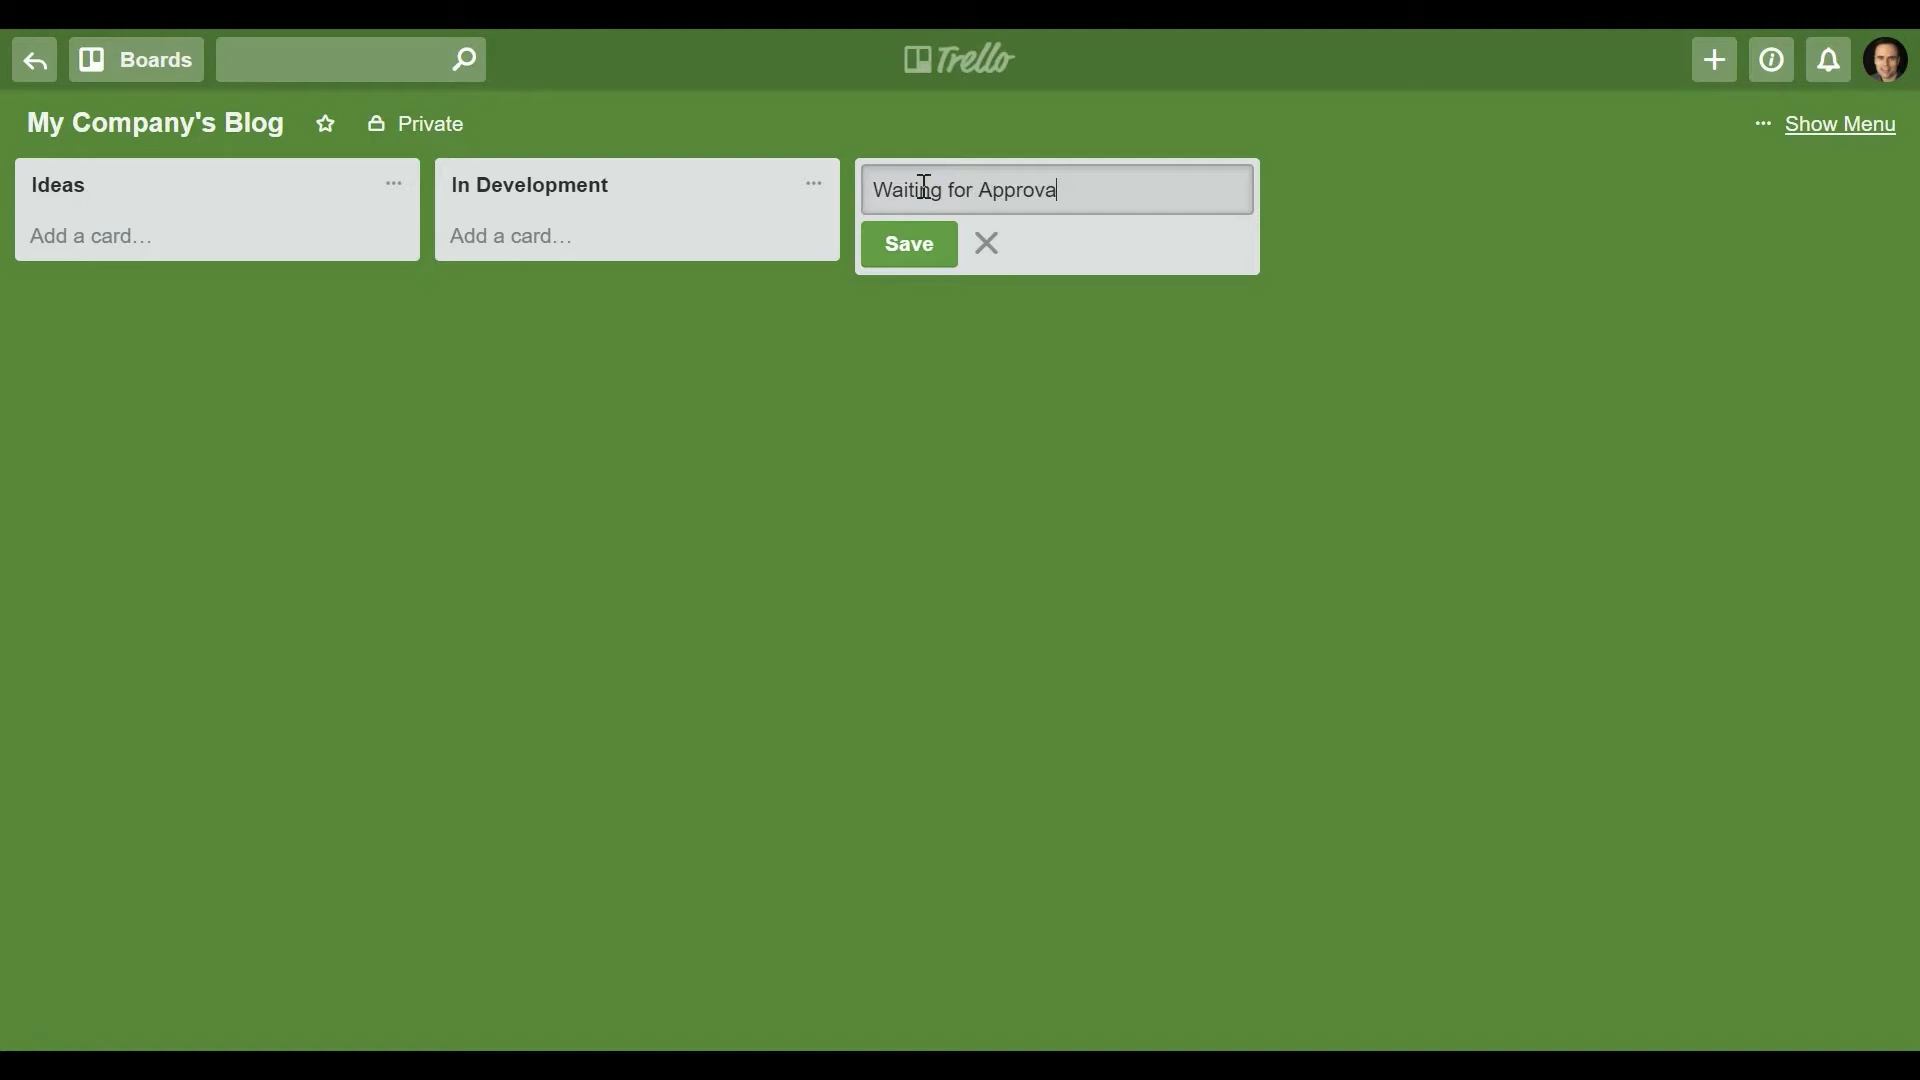 Boards
Trello
My Company's Blog Private
Show Menu
Ideas
Add a card…
In Development
Add a card…
Waiting for Approva
Save